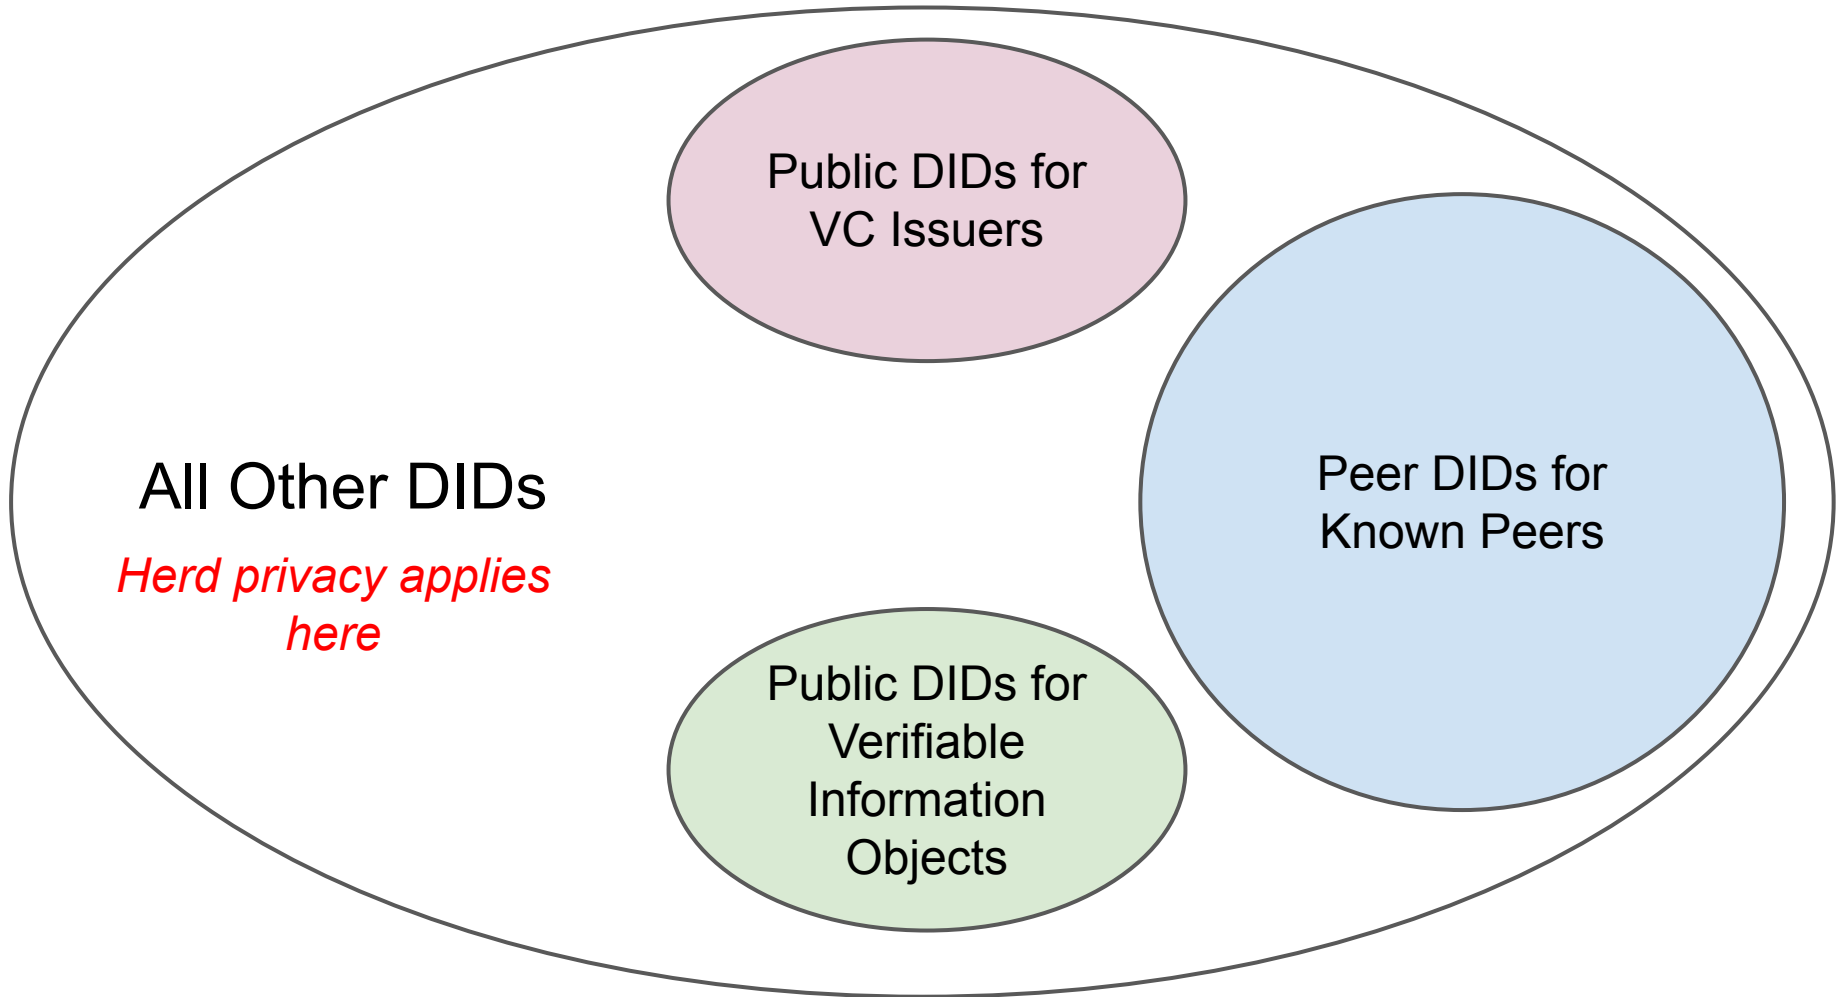 Public DIDs for
VC Issuers
All Other DIDs
Herd privacy applies
here
Peer DIDs for
Known Peers
Public DIDs for
Verifiable
Information
Objects